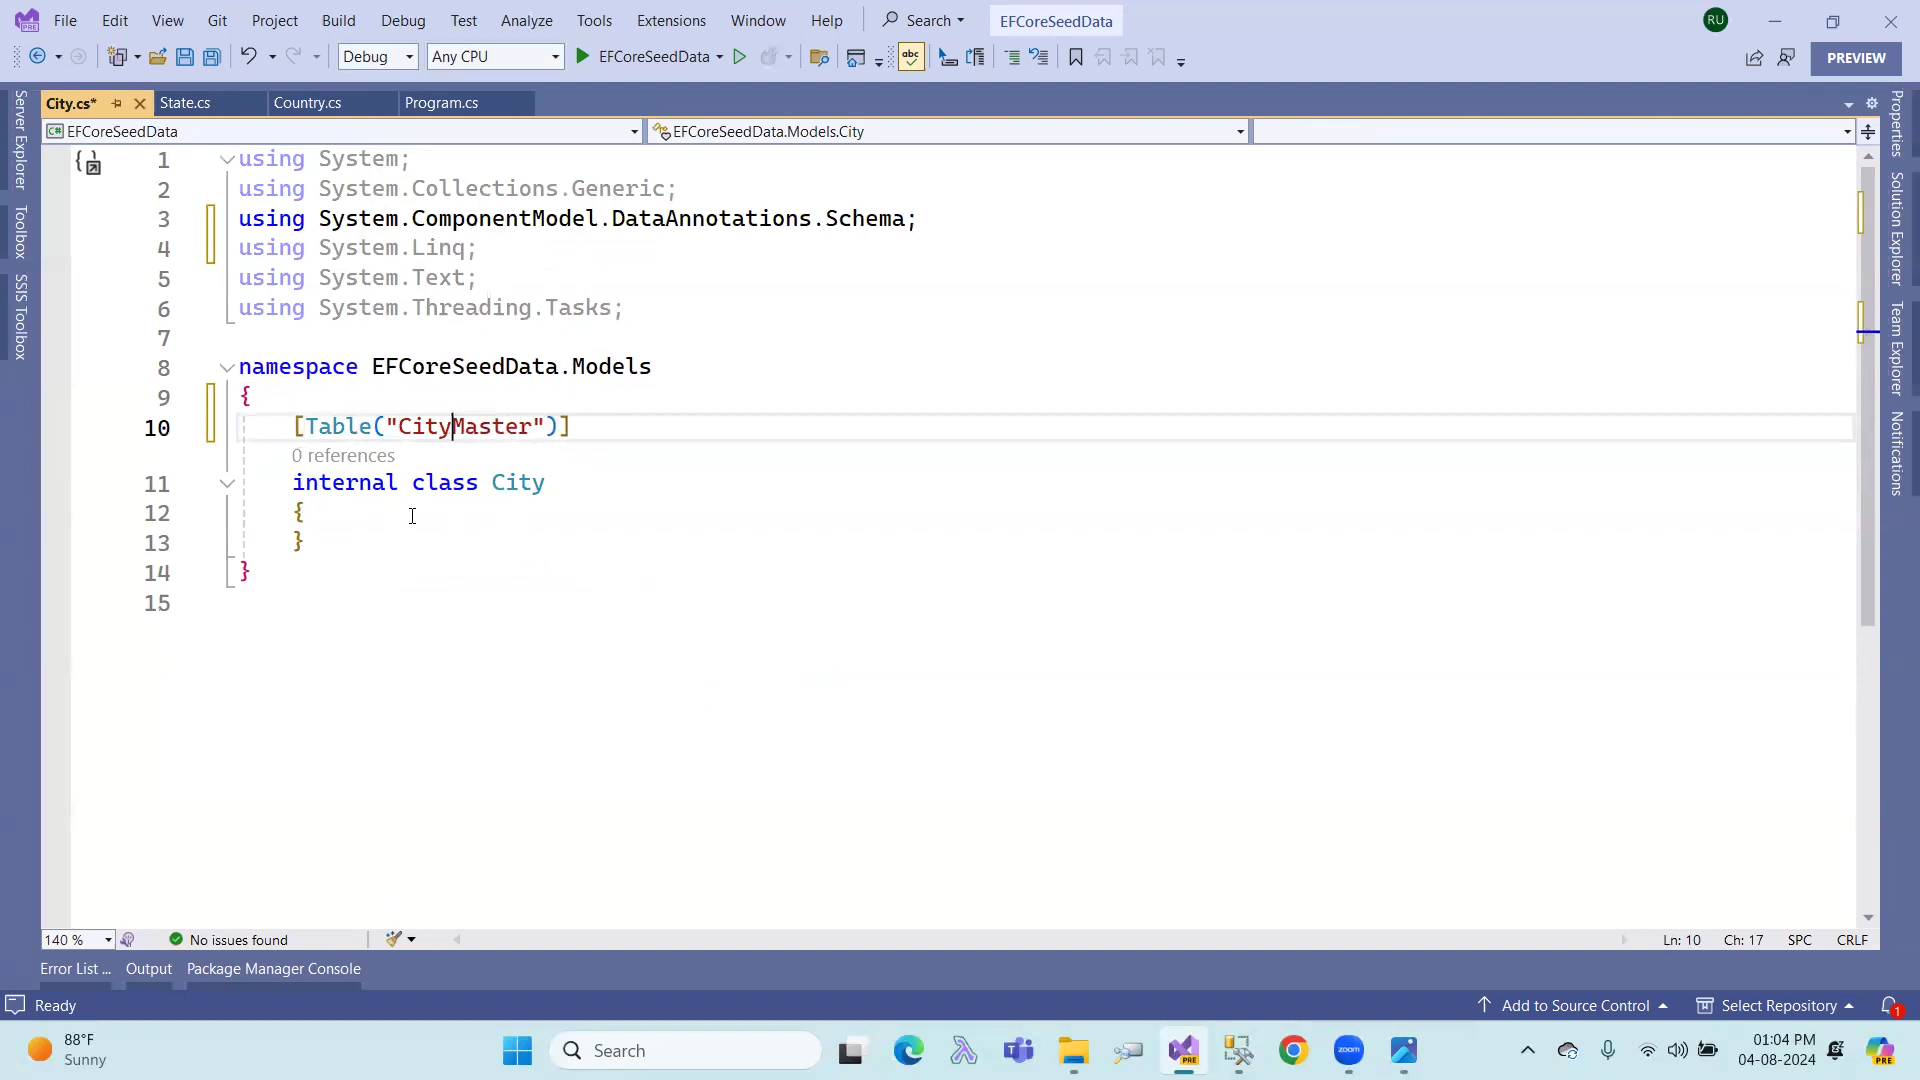 File Edit View Git Project Build Debug Test Analyze Tools Extensions Window Help Search EFCoreSeedData RU
Debug Any CPU EFCoreSeedData abc PREVIEW
City.cs* State.cs Country.cs Program.cs
C# EFCoreSeedData EFCoreSeedData.Models.City
Server Explorer
Toolbox
SSIS Toolbox
1 using System;
2 using System.Collections.Generic;
3 using System.ComponentModel.DataAnnotations.Schema;
4 using System.Linq;
5 using System.Text;
6 using System.Threading.Tasks;
7
8 namespace EFCoreSeedData.Models
9 {
10 [Table("CityMaster")]
0 references
11 internal class City
12 {
13 }
14 }
15
Properties
Solution Explorer
Team Explorer
Notifications
140 % No issues found Ln: 10 Ch: 17 SPC CRLF
Error List ... Output Package Manager Console
Ready Add to Source Control Select Repository 1
88°F
Sunny
Search
zoom
PRE
01:04 PM
04-08-2024
PRE